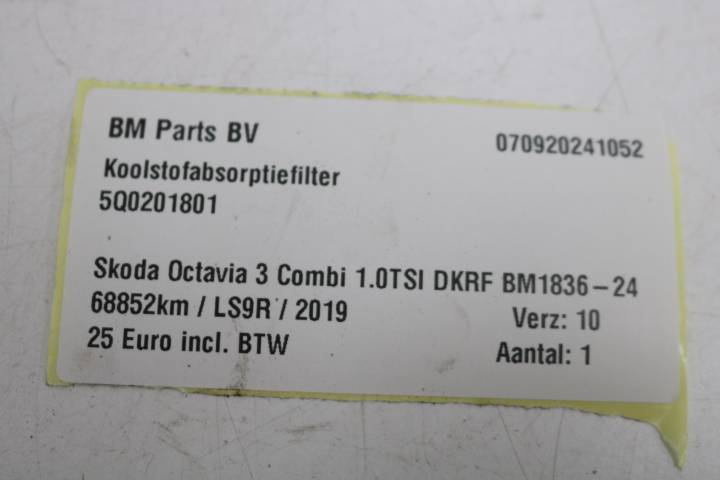 BM Parts BV 070920241052
Koolstofabsorptiefilter
5Q0201801
Skoda Octavia 3 Combi 1.0TSI DKRF BM1836-24
68852km / LS9R / 2019 Verz: 10
25 Euro incl. BTW Aantal: 1